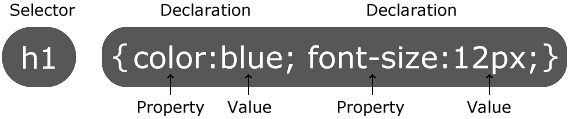 Selector Declaration Declaration
h1 {color:blue; font-size:12px;}
Property Value Property Value